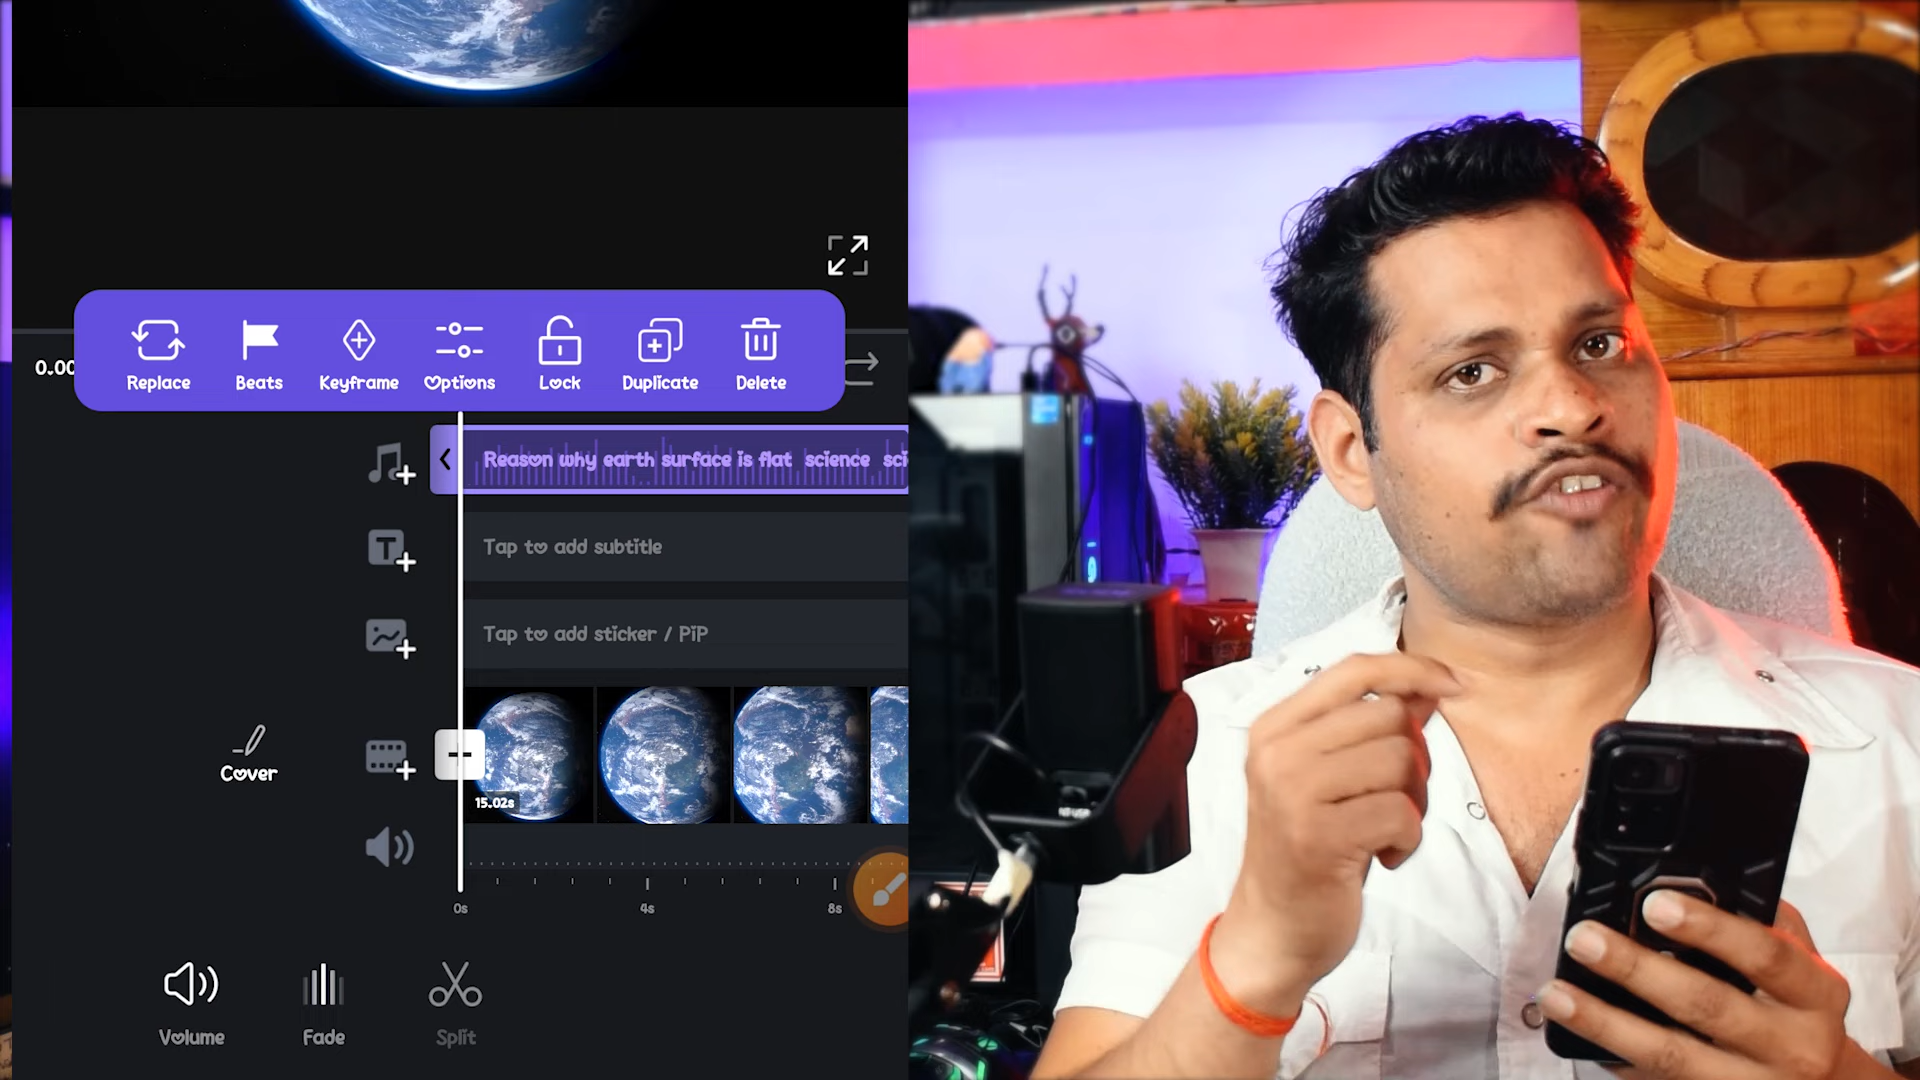 0.00
Replace
Beats
Keyframe
Options
Lock
Duplicate
Delete
Reason why earth surface is flat science sci
Tap to add subtitle
Tap to add sticker / PiP
Cover
15.02s
0s
4s
8s
Volume
Fade
Split